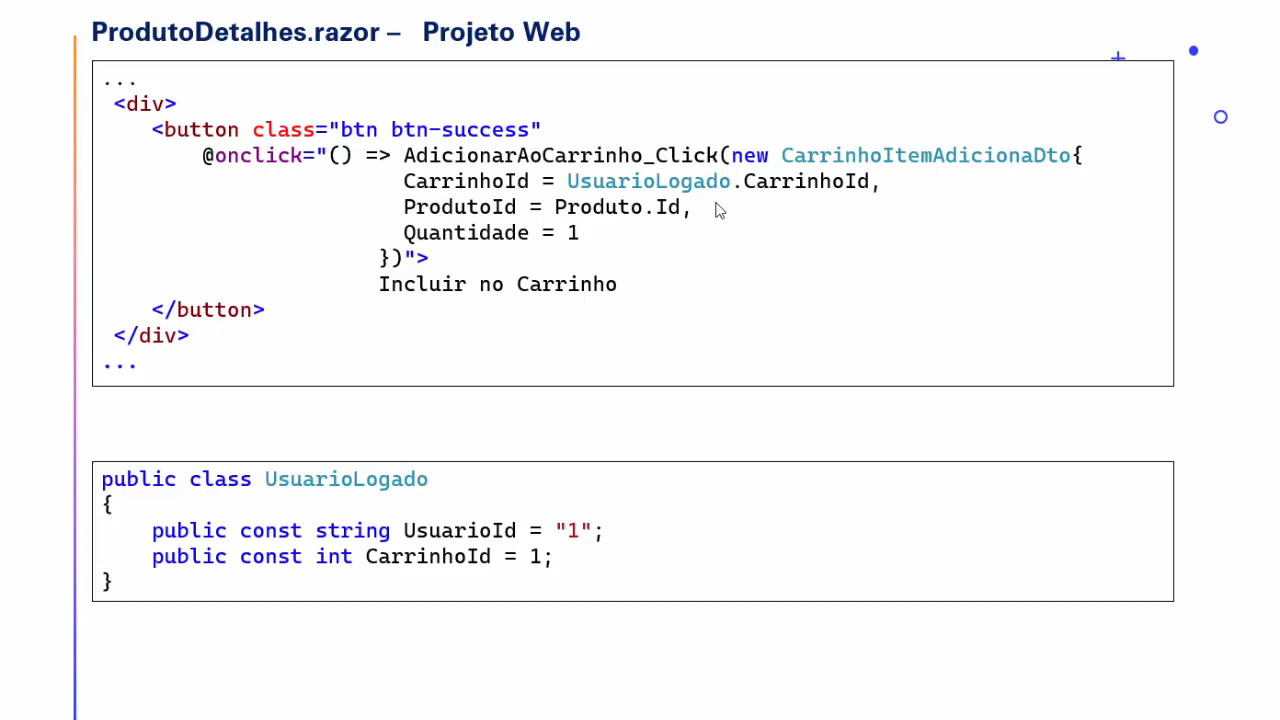 ProdutoDetalhes.razor – Projeto Web
...
<div>
<button class="btn btn-success"
@onclick="() => AdicionarAoCarrinho_Click(new CarrinhoItemAdicionaDto{
CarrinhoId = UsuarioLogado.CarrinhoId,
ProdutoId = Produto.Id,
Quantidade = 1
})">
Incluir no Carrinho
</button>
</div>
...
public class UsuarioLogado
{
public const string UsuarioId = "1";
public const int CarrinhoId = 1;
}